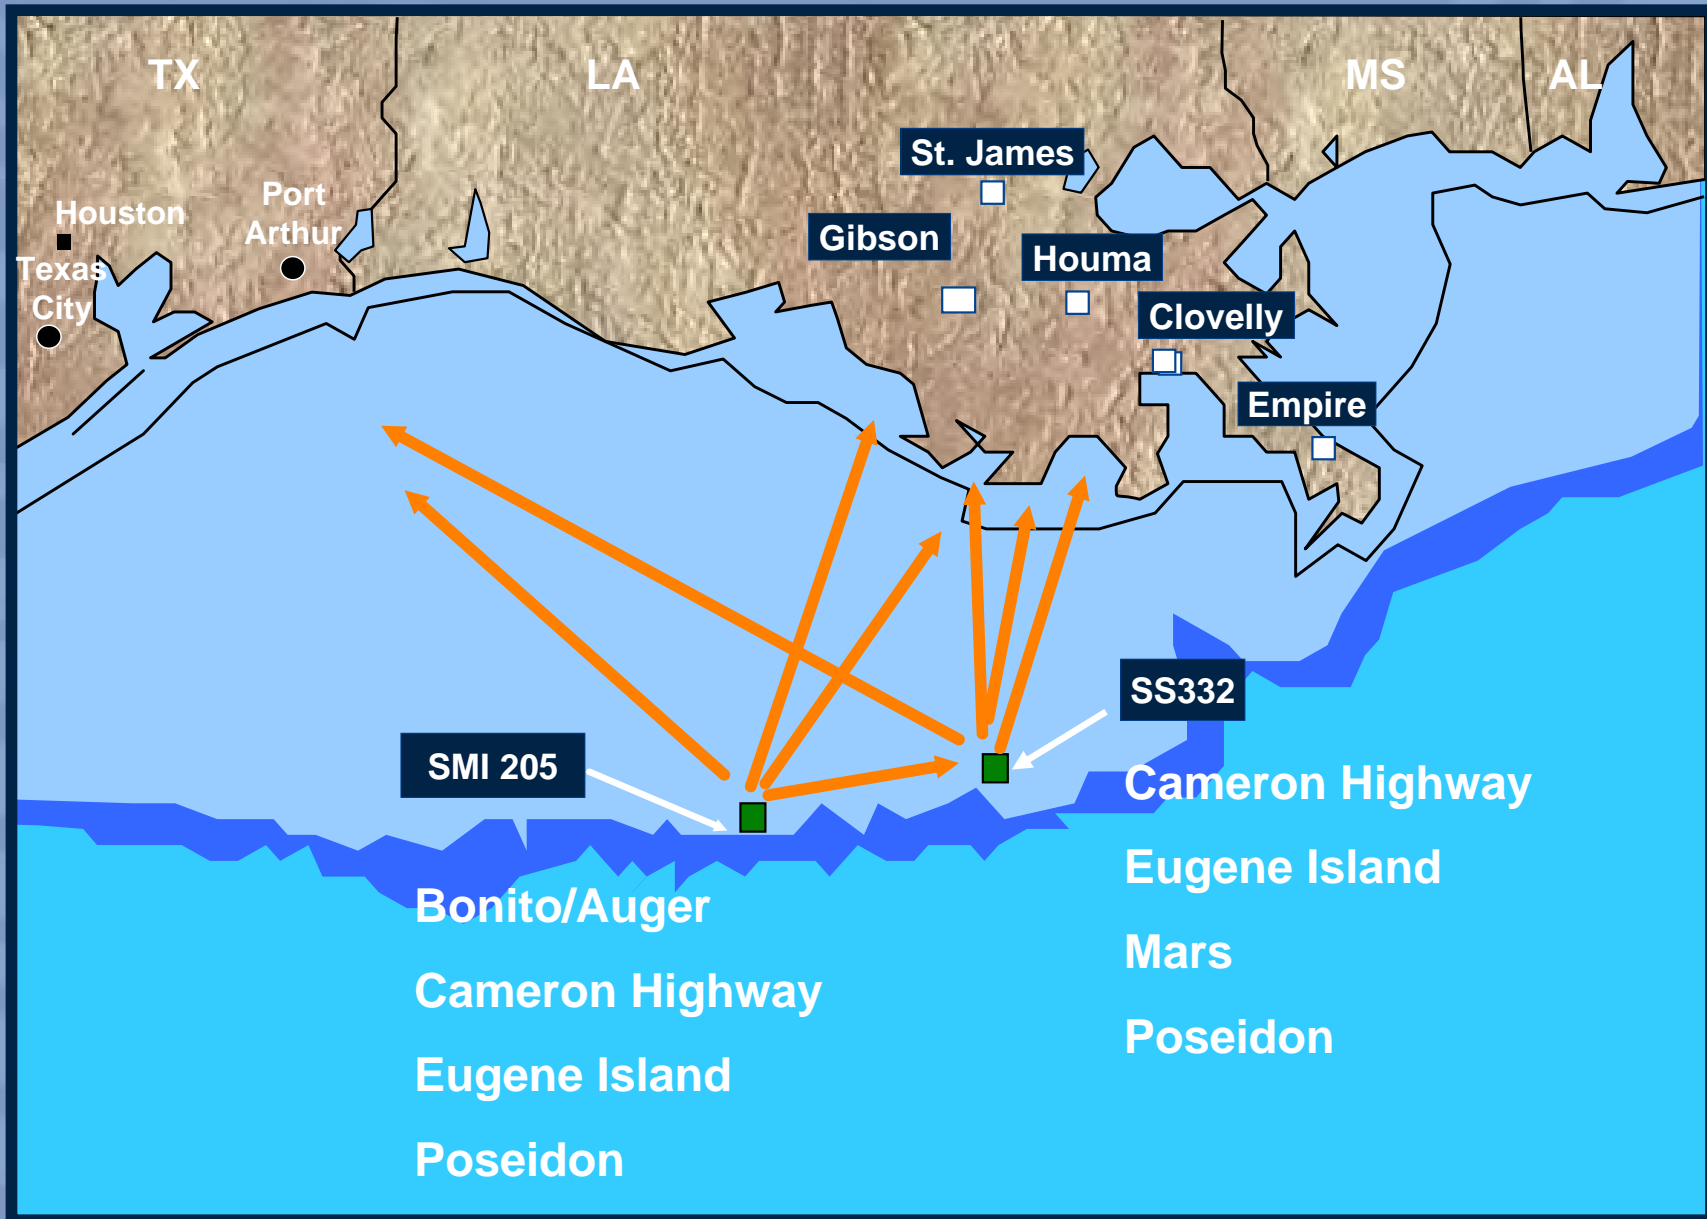 TX
LA
MS
AL
St. James
Port
Arthur
Houston
Gibson
Houma
Texas
City
Clovelly
Empire
SS332
SMI 205
Cameron Highway
Eugene Island
Mars
Poseidon
Bonito/Auger
Cameron Highway
Eugene Island
Poseidon